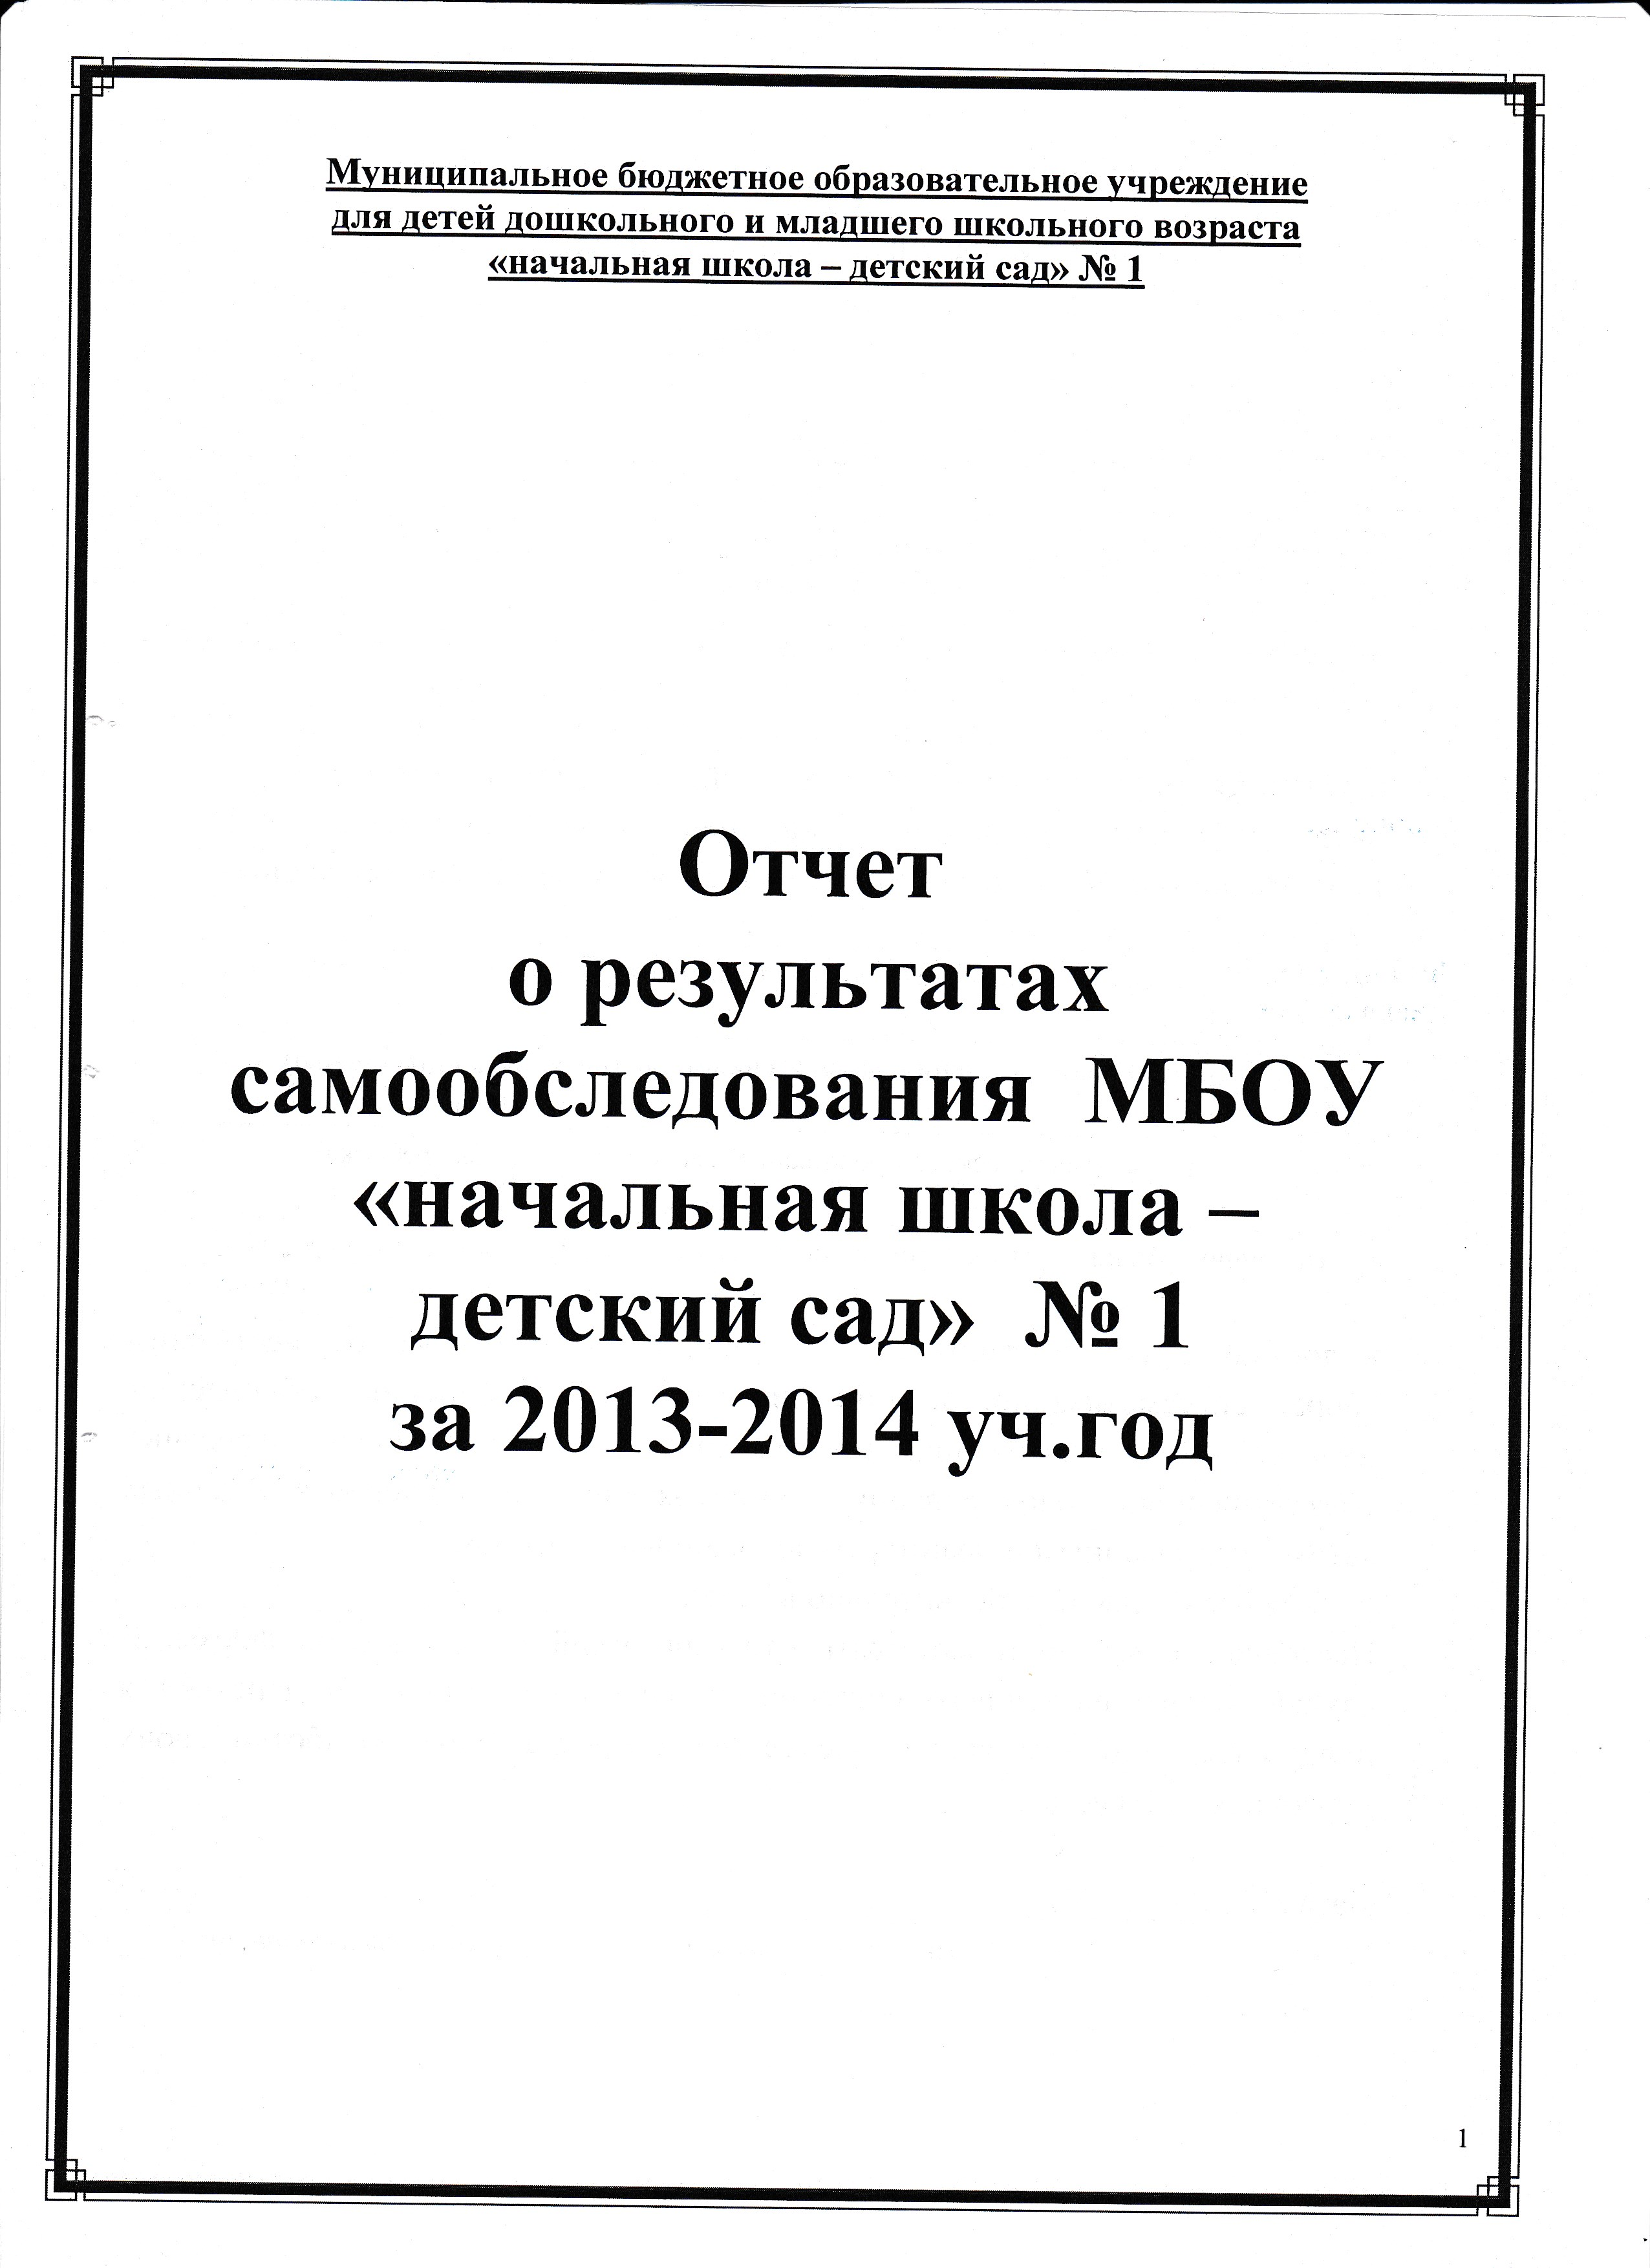 Муниципальное бюджетное образовательное учреждение
для детей дошкольного и младшего школьного возраста
«начальная школа – детский сад» № 1
Отчет
о результатах
самообследования МБОУ
«начальная школа –
детский сад» № 1
за 2013-2014 уч.год
1